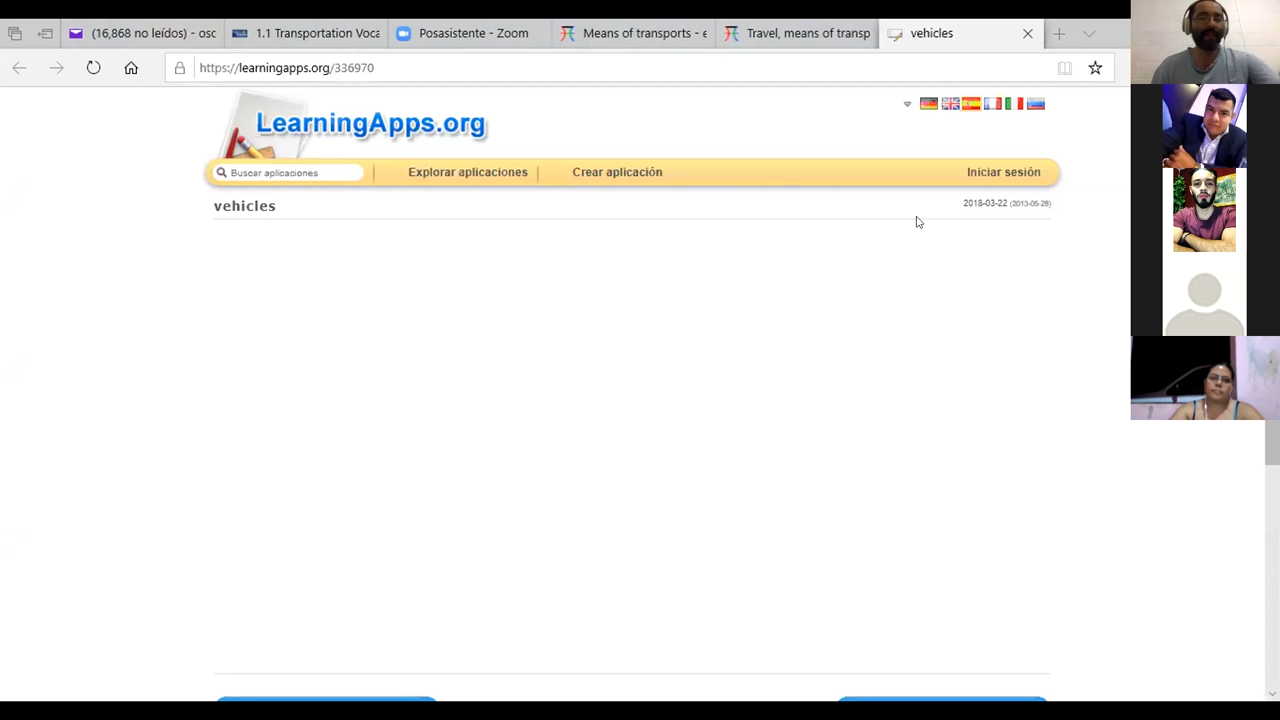 (16,868 no leídos) - osc
1.1 Transportation Voca
Posasistente - Zoom
Means of transports - e
Travel, means of transp
vehicles
https://learningapps.org/336970
LearningApps.org
Buscar aplicaciones
Explorar aplicaciones
Crear aplicación
Iniciar sesión
vehicles
2018-03-22 (2013-05-28)